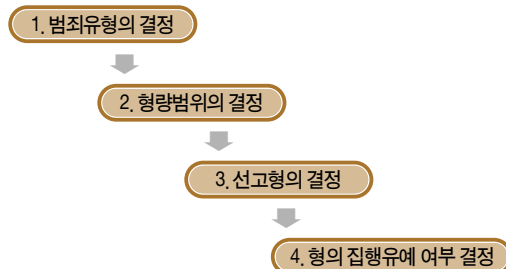 1. 범죄유형의 결정
2. 형량범위의 결정
3. 선고형의 결정
4. 형의 집행유예 여부 결정